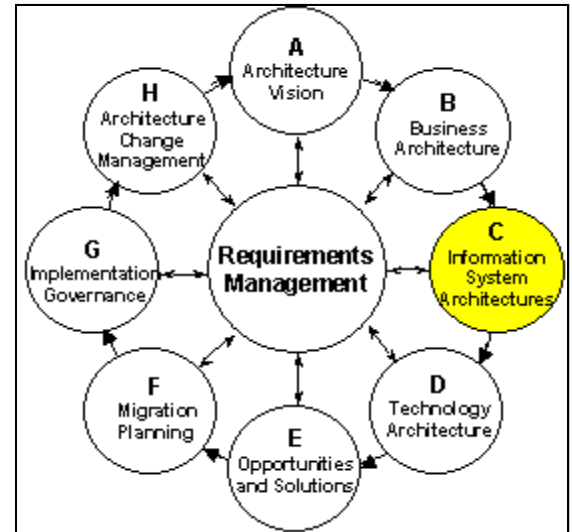 A
Architecture
Vision
B
Business
Architecture
C
Information
System
Architectures
D
Technology
Architecture
E
Opportunities
and Solutions
F
Migration
Planning
G
Implementation
Governance
H
Architecture
Change
Management
Requirements
Management